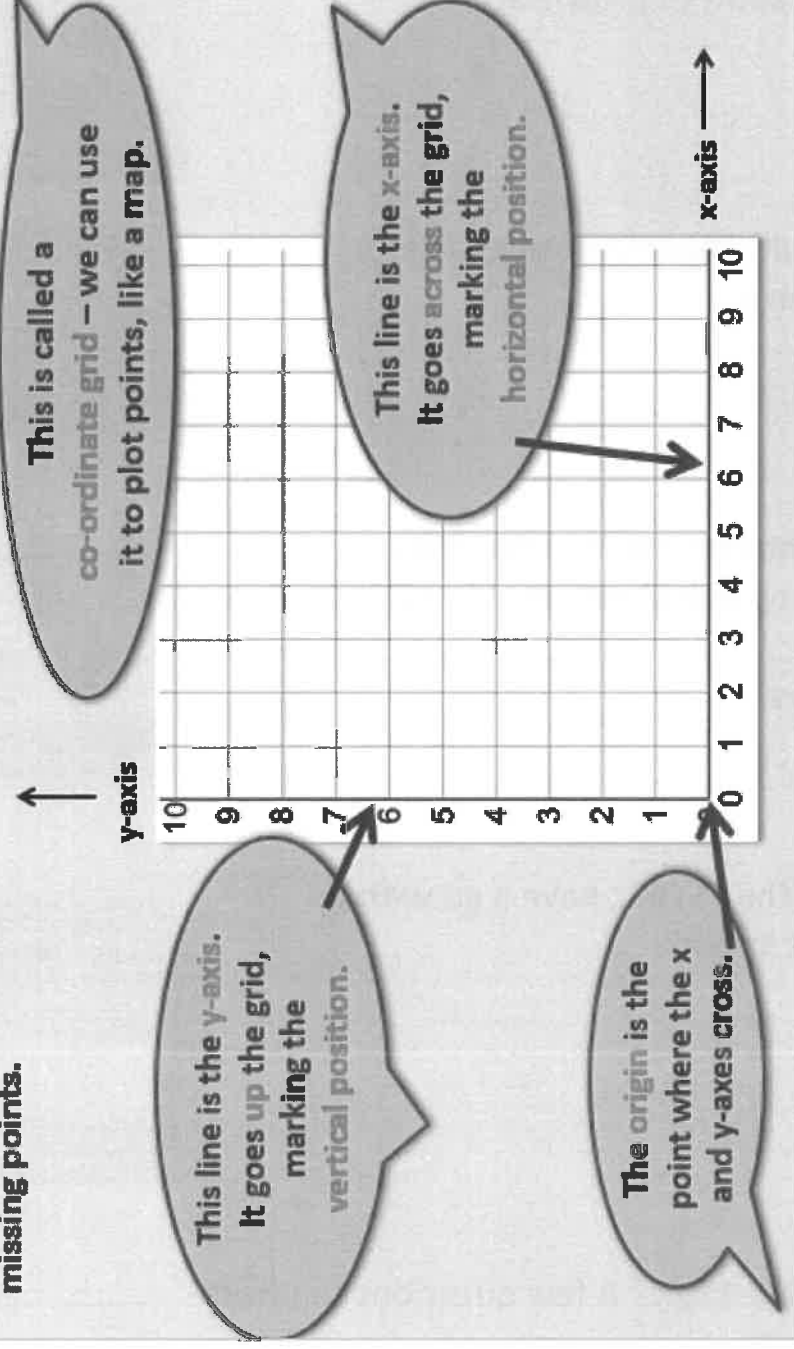 missing points.
This is called a
co-ordinate grid – we can use
it to plot points, like a map.
This line is the y-axis.
It goes up the grid,
marking the
vertical position.
y-axis
10
9
8
7
6
5
4
3
2
1
This line is the x-axis.
It goes across the grid,
marking the
horizontal position.
The origin is the
point where the x
and y-axes cross.
0 1 2 3 4 5 6 7 8 9 10
x-axis